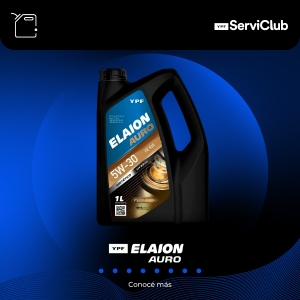 YPF ServiClub
YPF
ELAION
AURO
5W-30
1L
YPF ELAION
AURO
Conocé más